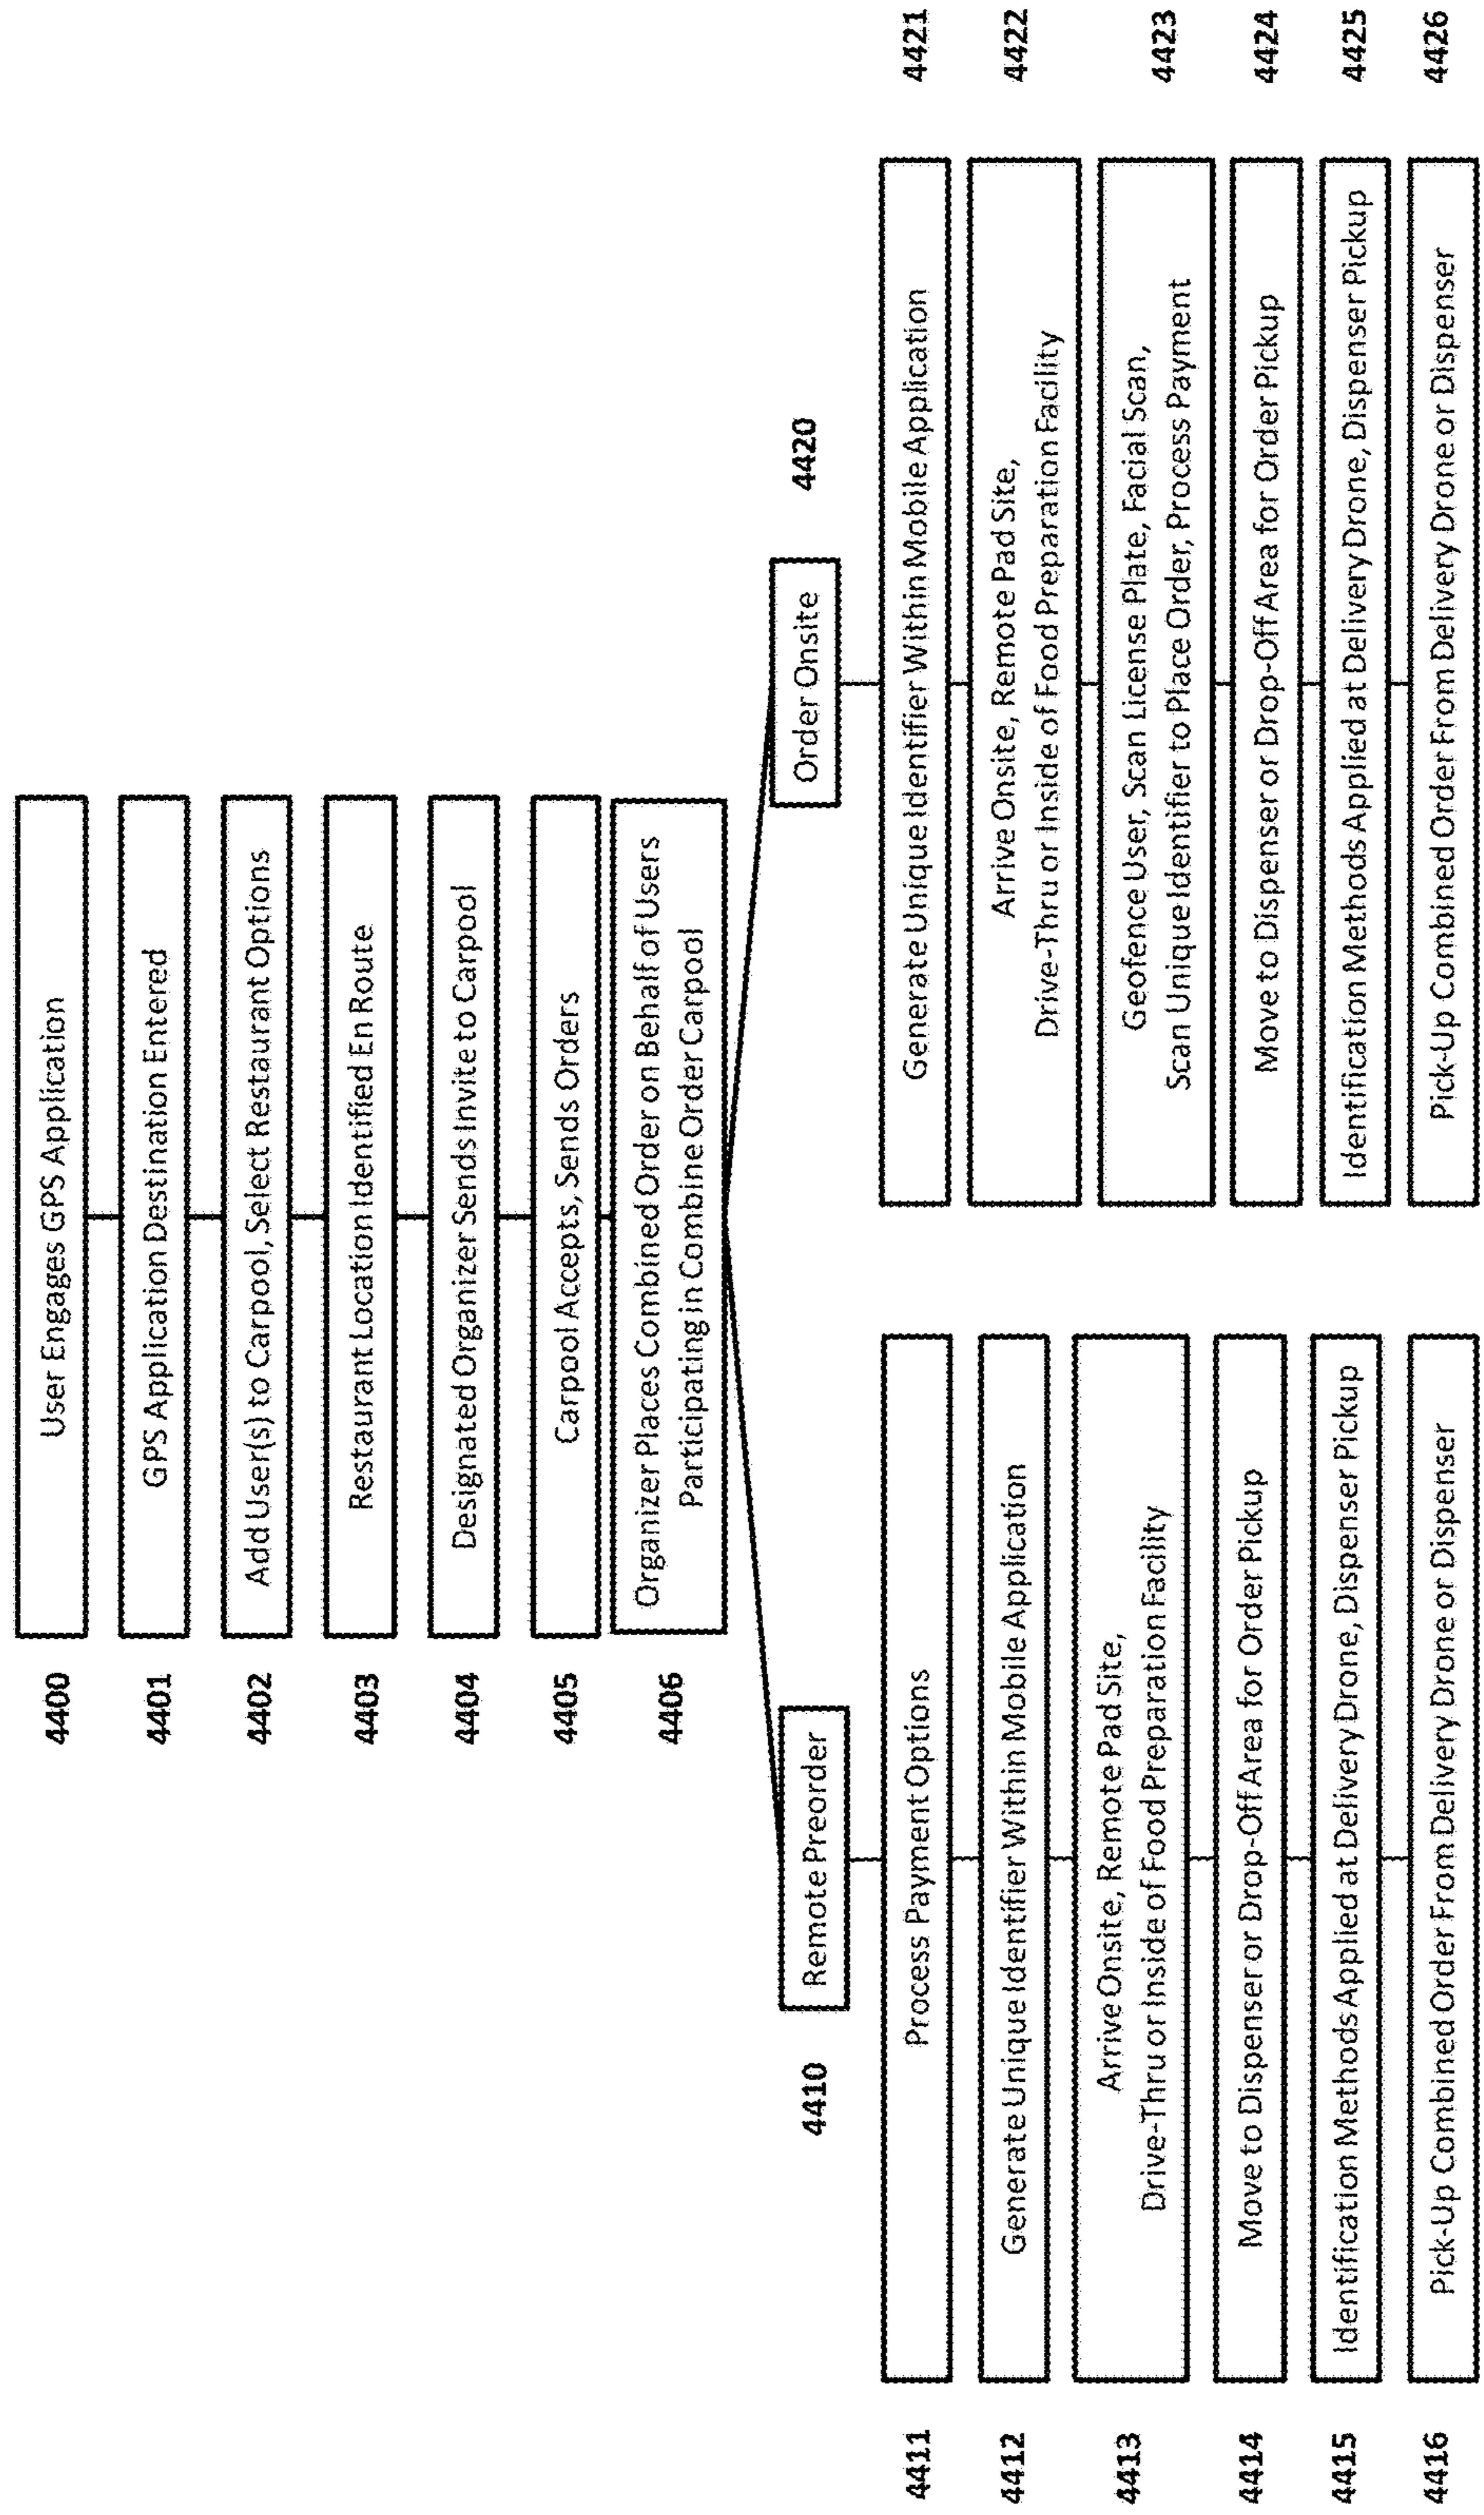 4400
User Engages GPS Application
4401
GPS Application Destination Entered
4402
Add User(s) to Carpool, Select Restaurant Options
4403
Restaurant Location Identified En Route
4404
Designated Organizer Sends Invite to Carpool
4405
Carpool Accepts, Sends Orders
4406
Organizer Places Combined Order on Behalf of Users
Participating in Combine Order Carpool
4410
Remote Preorder
4411
Process Payment Options
4412
Generate Unique Identifier Within Mobile Application
4413
Arrive Onsite, Remote Pad Site,
Drive-Thru or Inside of Food Preparation Facility
4414
Move to Dispenser or Drop-Off Area for Order Pickup
4415
Identification Methods Applied at Delivery Drone, Dispenser Pickup
4416
Pick-Up Combined Order From Delivery Drone or Dispenser
Order Onsite
4420
Generate Unique Identifier Within Mobile Application
4421
Arrive Onsite, Remote Pad Site,
Drive-Thru or Inside of Food Preparation Facility
4422
Geofence User, Scan License Plate, Facial Scan,
Scan Unique Identifier to Place Order, Process Payment
4423
Move to Dispenser or Drop-Off Area for Order Pickup
4424
Identification Methods Applied at Delivery Drone, Dispenser Pickup
4425
Pick-Up Combined Order From Delivery Drone or Dispenser
4426